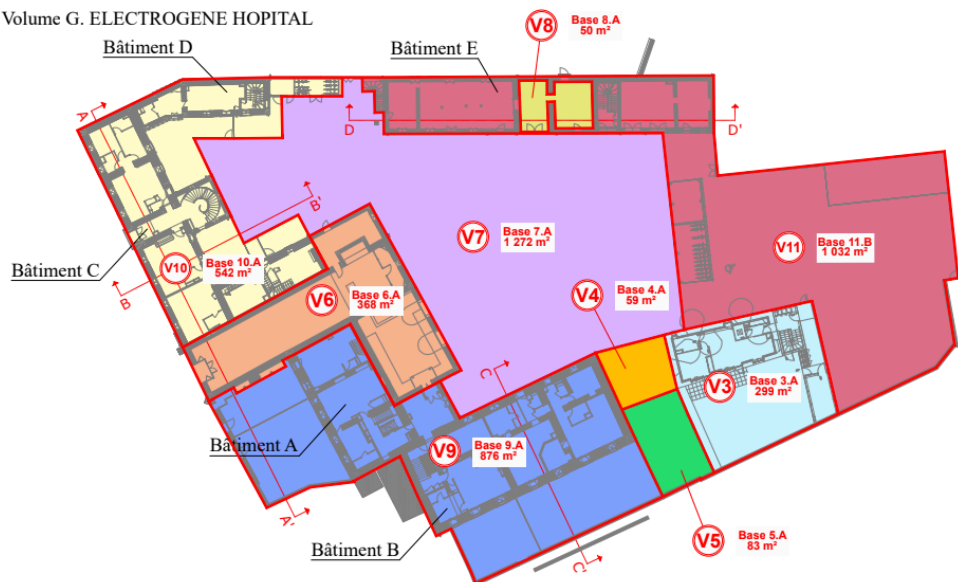 Volume G. ELECTROGENE HOPITAL
V8
Base 8.A
50 m²
Bâtiment D
Bâtiment E
A
D
D'
B'
V7
Base 7.A
1 272 m²
V11
Base 11.B
1 032 m²
Bâtiment C
V10
Base 10.A
542 m²
B
V6
Base 6.A
368 m²
V4
Base 4.A
59 m²
C
V3
Base 3.A
299 m²
Bâtiment A
V9
Base 9.A
876 m²
A'
V5
Base 5.A
83 m²
Bâtiment B
C'